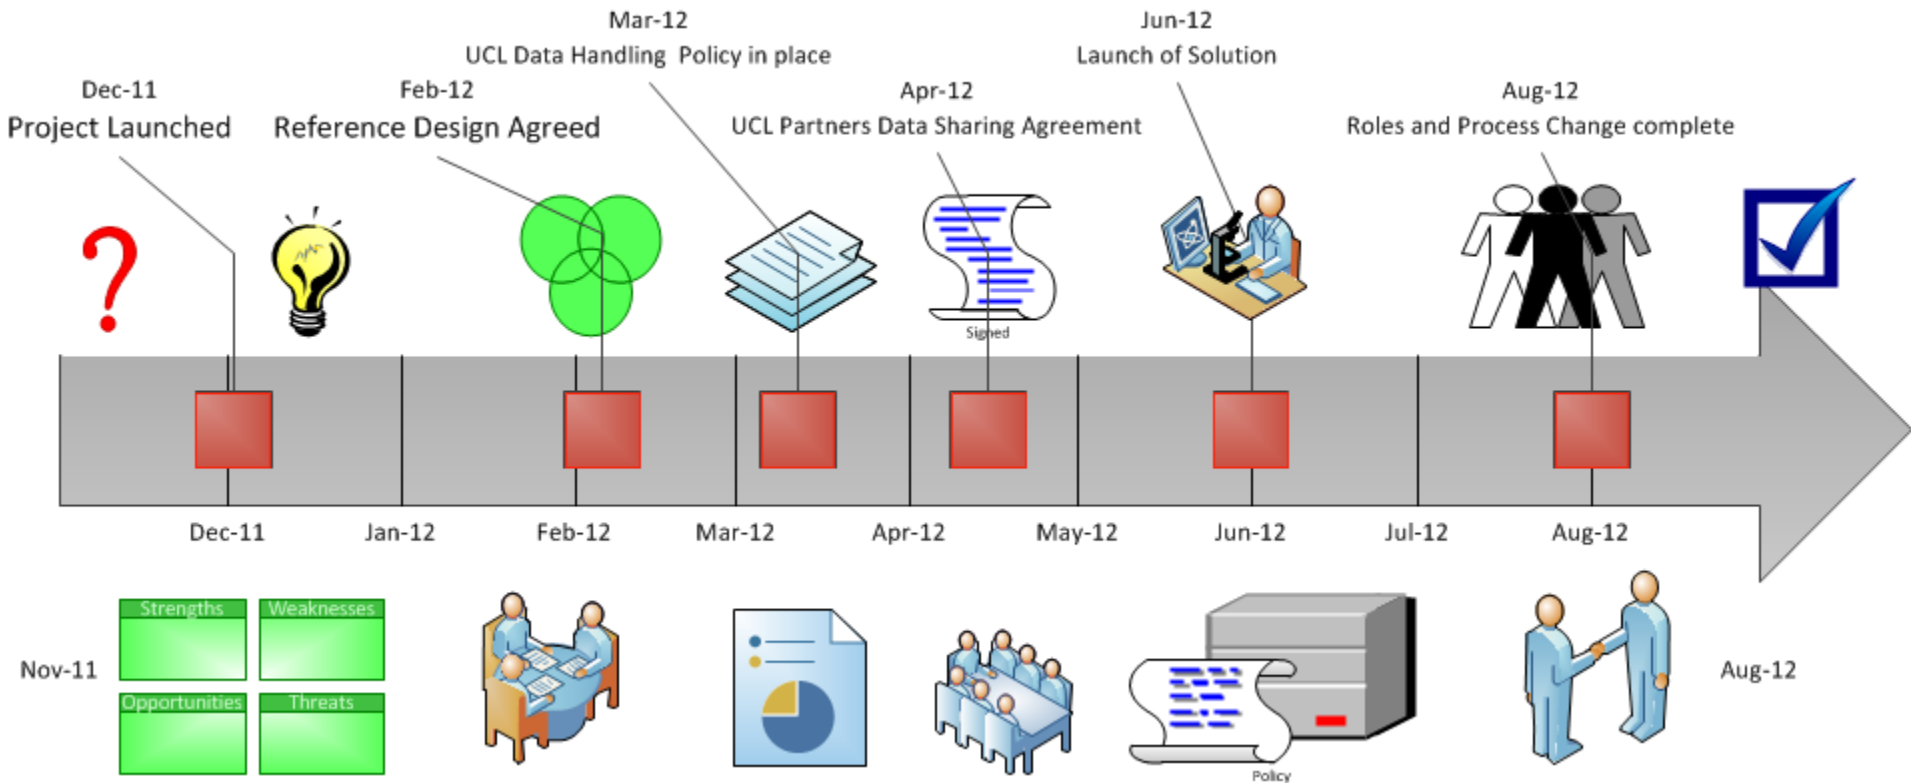 Mar-12
UCL Data Handling  Policy in place
Jun-12
Launch of Solution
Dec-11
Project Launched
Feb-12
Reference Design Agreed
Apr-12
UCL Partners Data Sharing Agreement
Aug-12
Roles and Process Change complete
Signed
Dec-11
Jan-12
Feb-12
Mar-12
Apr-12
May-12
Jun-12
Jul-12
Aug-12
Nov-11
Strengths
Weaknesses
Opportunities
Threats
Policy
Aug-12